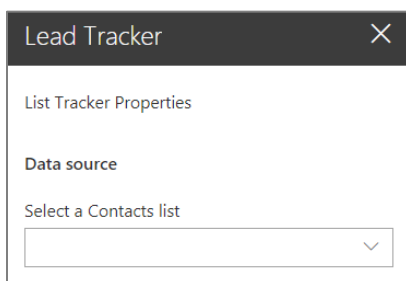 Lead Tracker
List Tracker Properties
Data source
Select a Contacts list